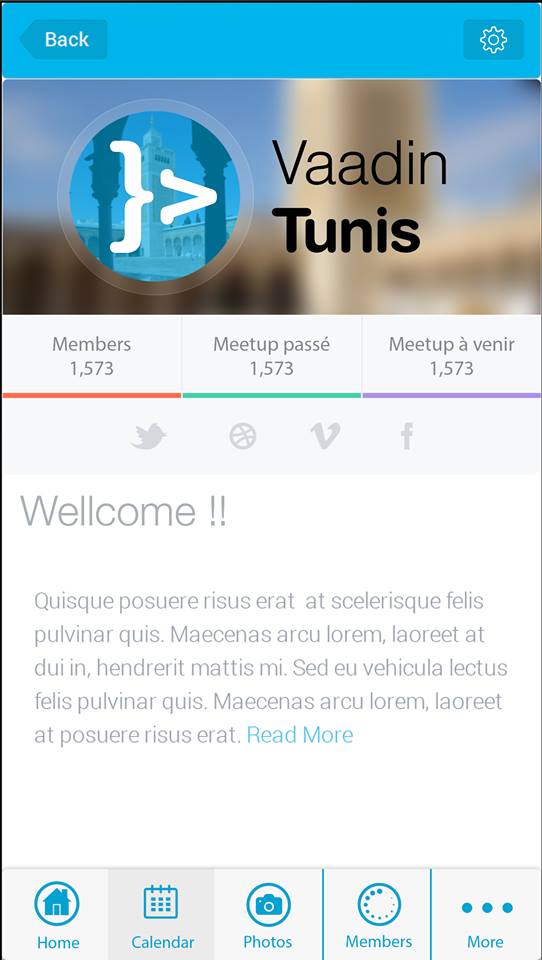 Back
}>
Vaadin
Tunis
Members
1,573
Meetup passé
1,573
Meetup à venir
1,573
Wellcome !!
Quisque posuere risus erat at scelerisque felis
pulvinar quis. Maecenas arcu lorem, laoreet at
dui in, hendrerit mattis mi. Sed eu vehicula lectus
felis pulvinar quis. Maecenas arcu lorem, laoreet
at posuere risus erat. Read More
Home
Calendar
Photos
Members
More